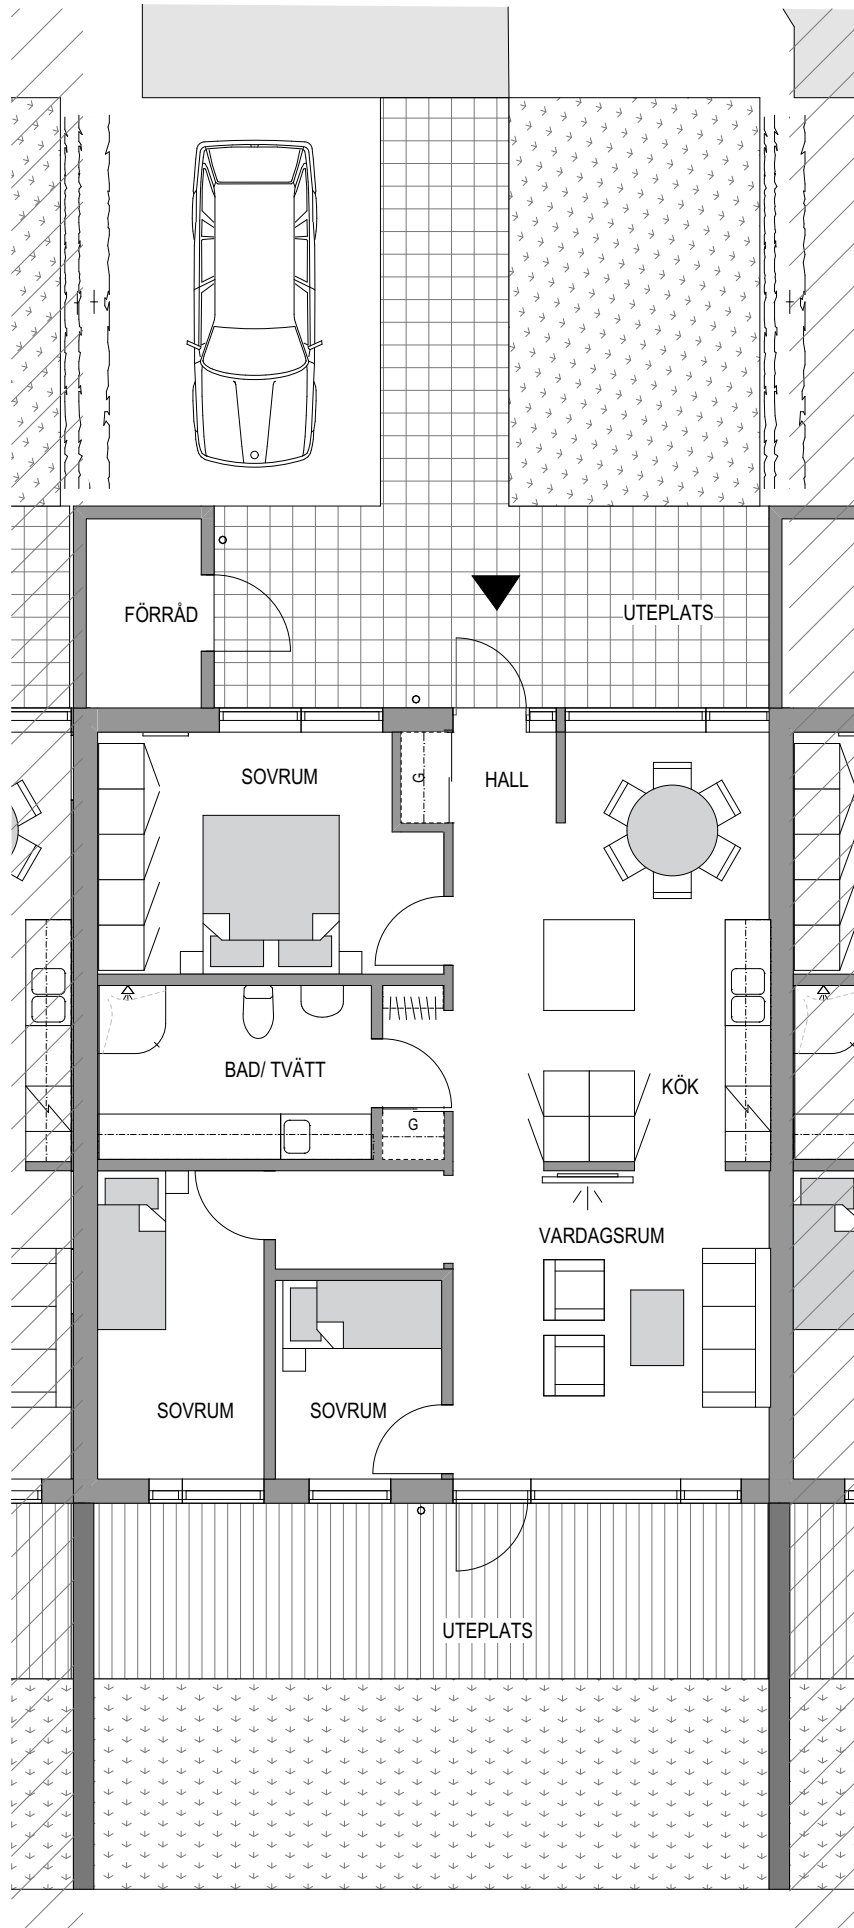 FÖRRÅD
UTEPLATS
SOVRUM
G
HALL
BAD/ TVÄTT
KÖK
G
VARDAGSRUM
SOVRUM
SOVRUM
UTEPLATS